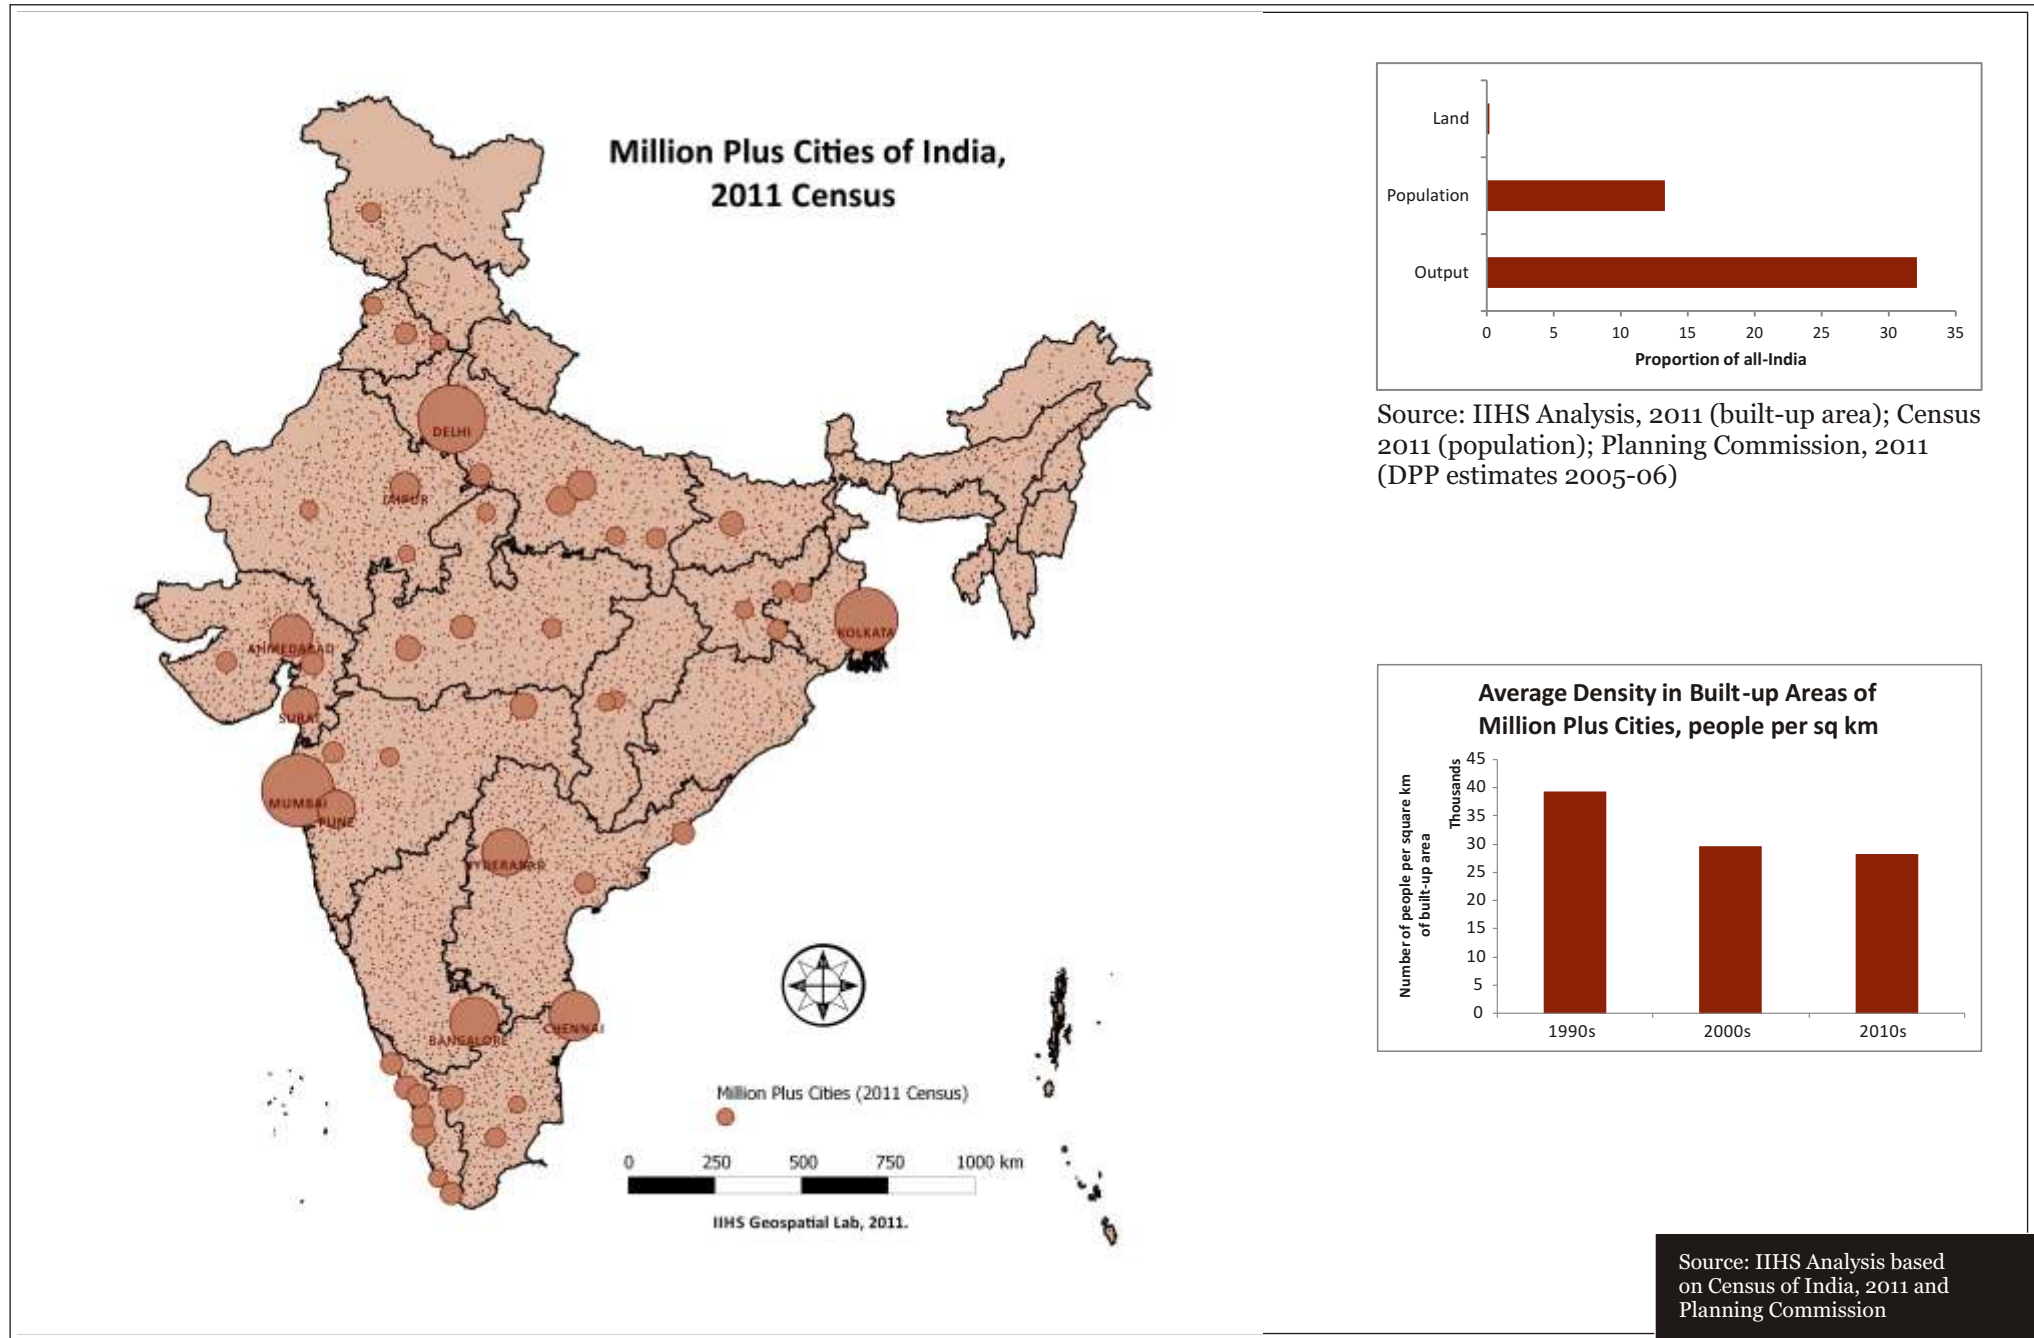 Million Plus Cities of India,
2011 Census
DELHI
JAIPUR
AHMEDABAD
KOLKATA
SURAT
MUMBAI
PUNE
HYDERABAD
BANGALORE
CHENNAI
Million Plus Cities (2011 Census)
0 250 500 750 1000 km
IIHS Geospatial Lab, 2011.
Land
Population
Output
0 5 10 15 20 25 30 35
Proportion of all-India
Source: IIHS Analysis, 2011 (built-up area); Census
2011 (population); Planning Commission, 2011
(DPP estimates 2005-06)
Average Density in Built-up Areas of
Million Plus Cities, people per sq km
Number of people per square km
of built-up area
Thousands
45
40
35
30
25
20
15
10
5
0
1990s 2000s 2010s
Source: IIHS Analysis based
on Census of India, 2011 and
Planning Commission